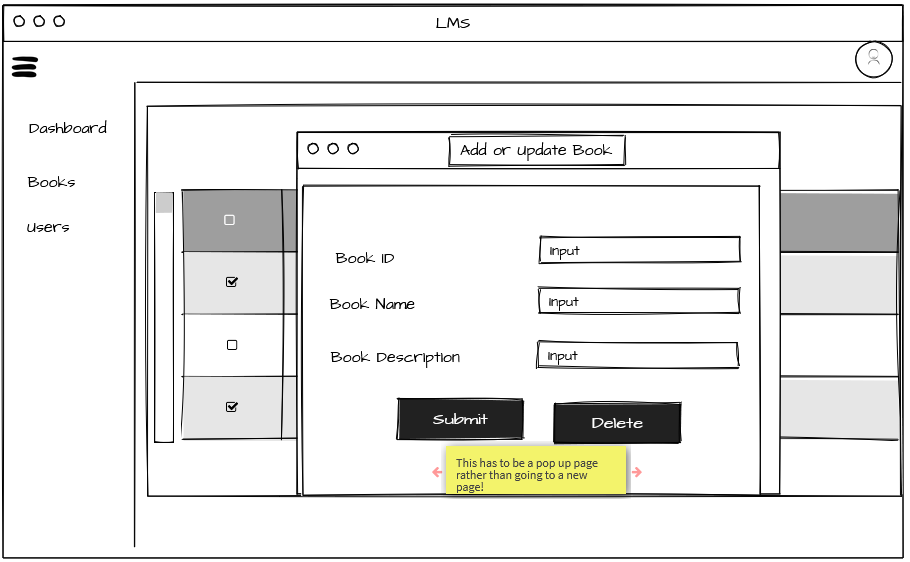 LMS
Dashboard
Books
Users
Add or Update Book
Book ID
Input
Book Name
Input
Book Description
Input
Submit
Delete
This has to be a pop up page
rather than going to a new
page!